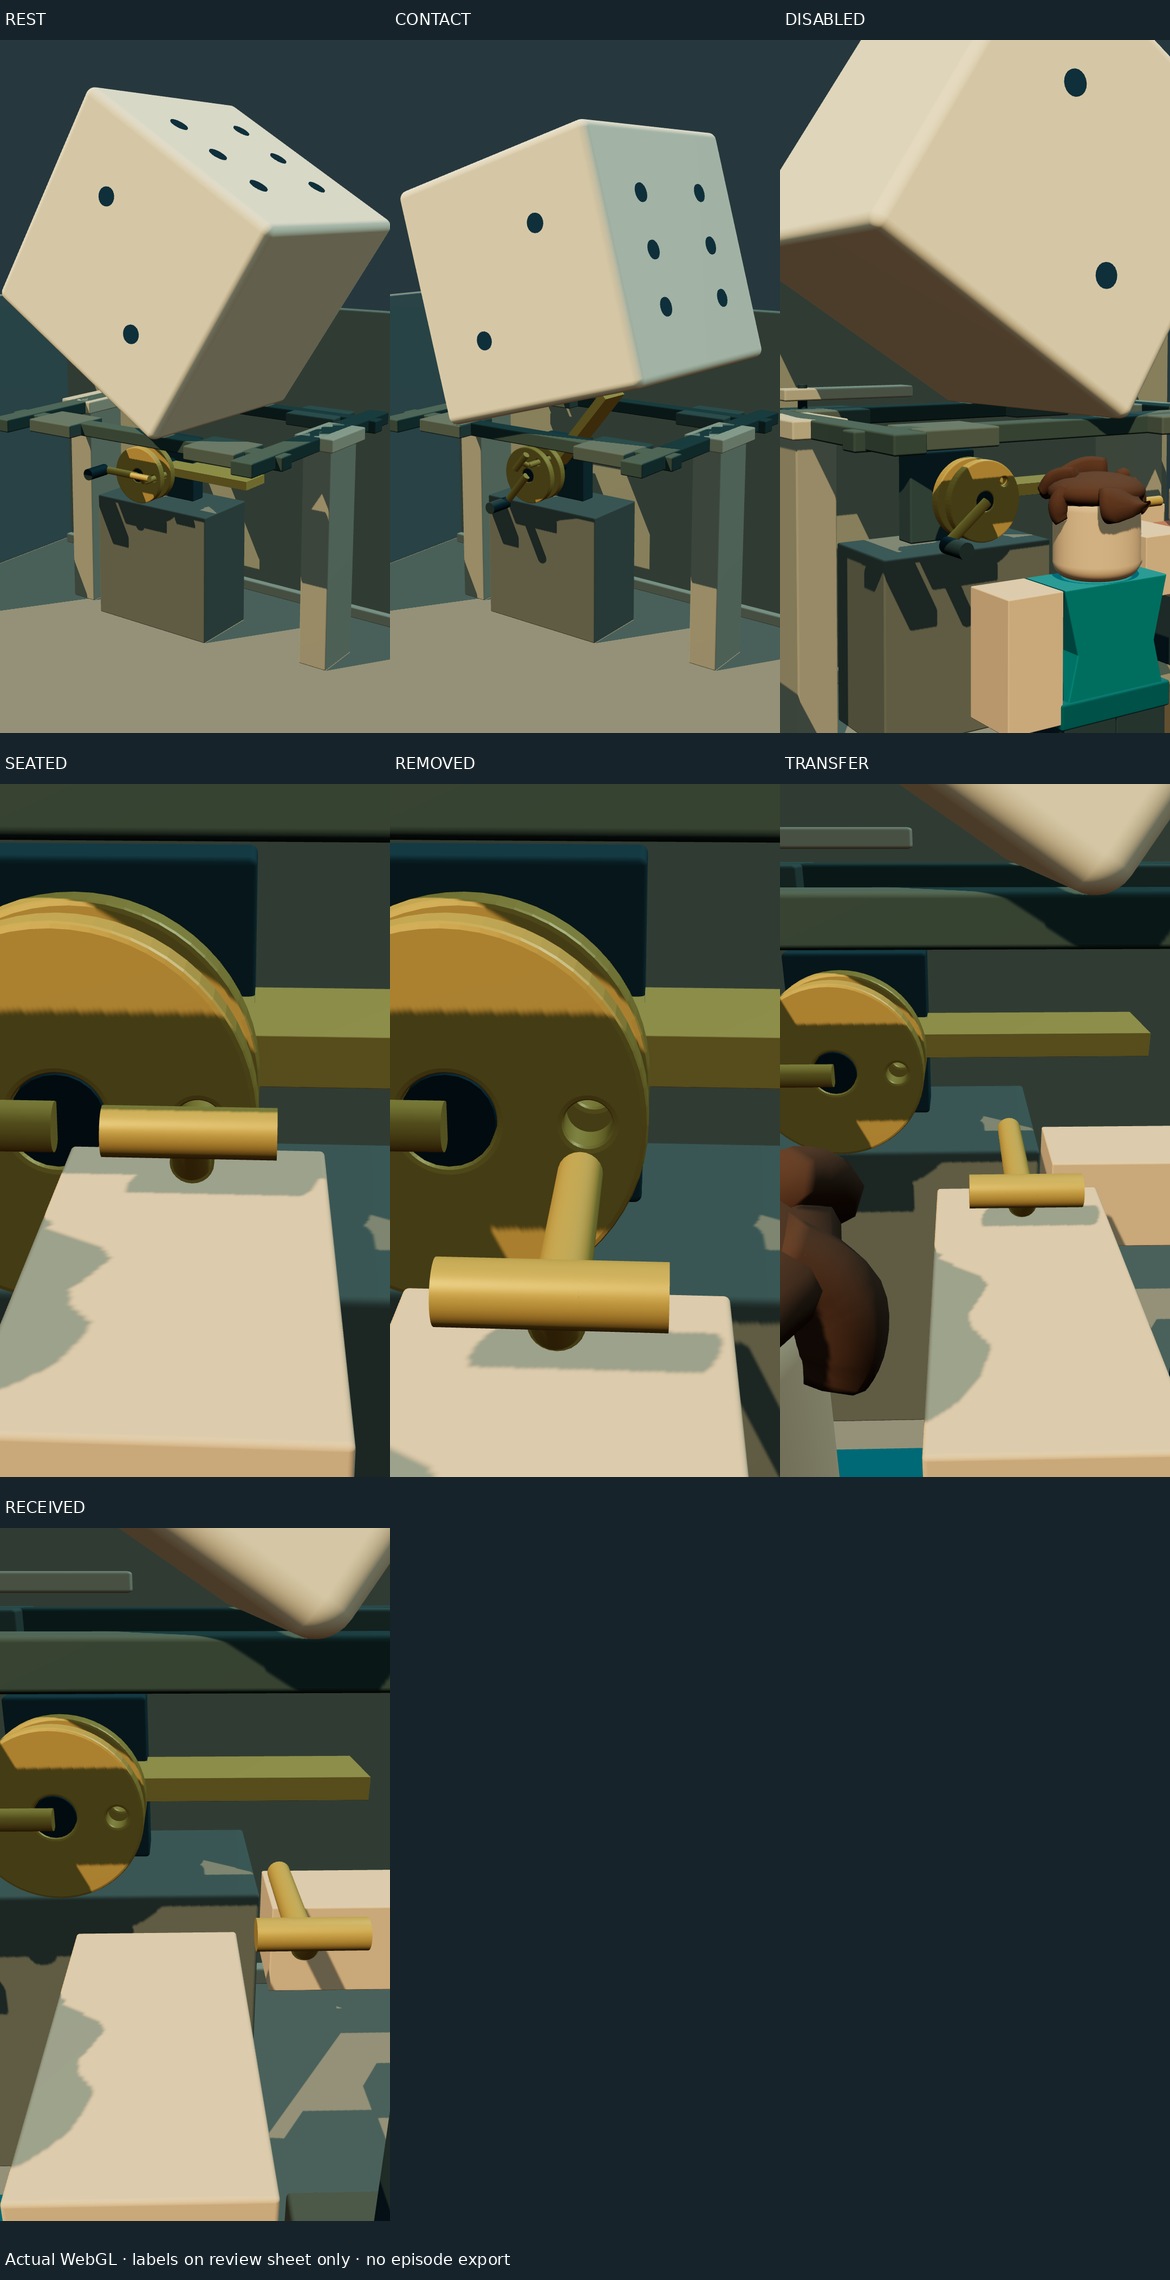 REST
CONTACT
DISABLED
SEATED
REMOVED
TRANSFER
RECEIVED
Actual WebGL · labels on review sheet only · no episode export